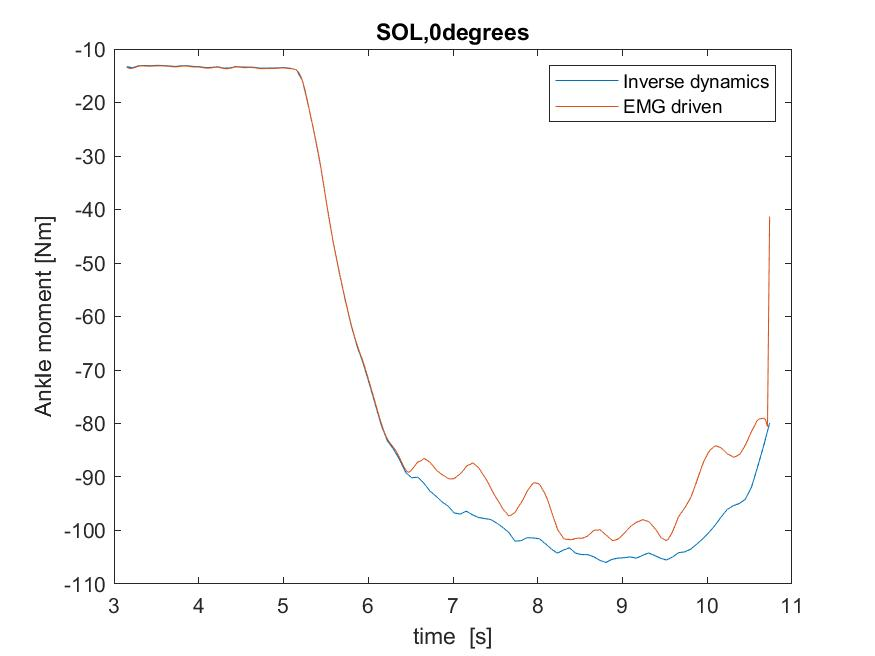 SOL,0degrees
-10
-20
-30
-40
-50
-60
-70
-80
-90
-100
-110
Ankle moment [Nm]
Inverse dynamics
EMG driven
3 4 5 6 7 8 9 10 11
time [s]